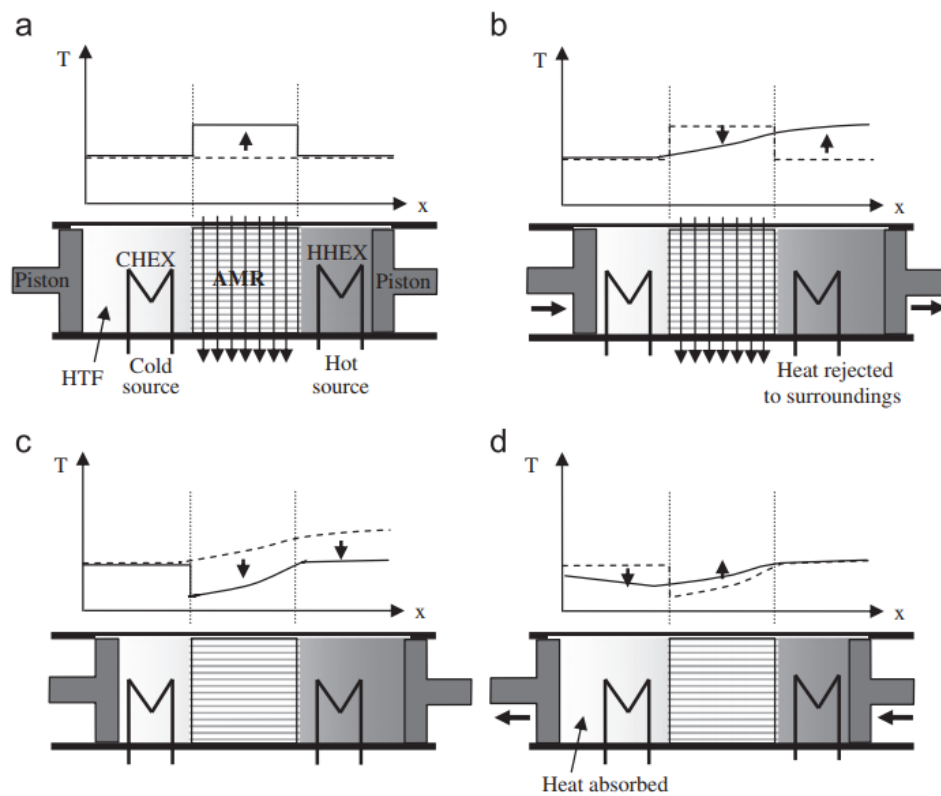 a
T
x
CHEX
HHEX
Piston
AMR
Piston
HTF
Cold
source
Hot
source
b
T
x
Heat rejected
to surroundings
c
T
x
d
T
x
Heat absorbed